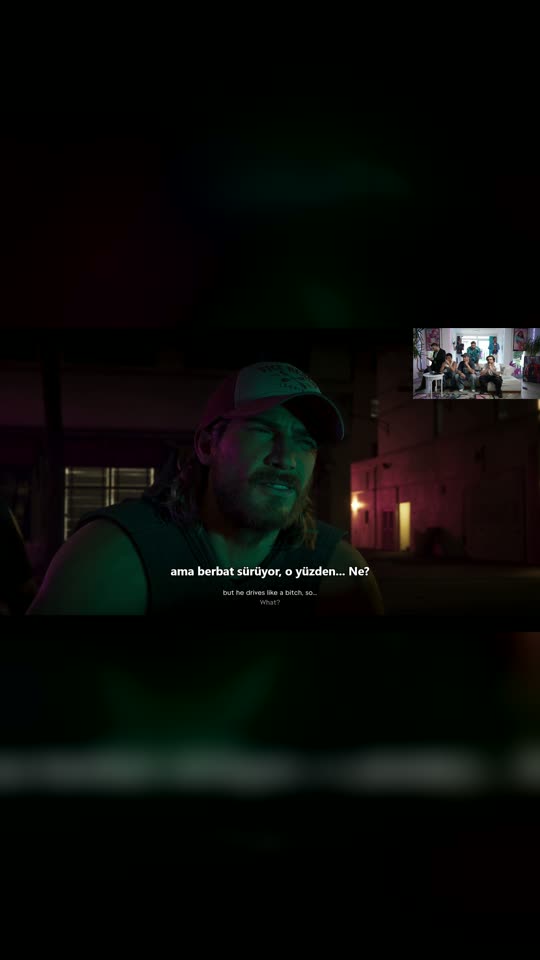 ama berbat sürüyor, o yüzden... Ne?
but he drives like a bitch, so...
What?